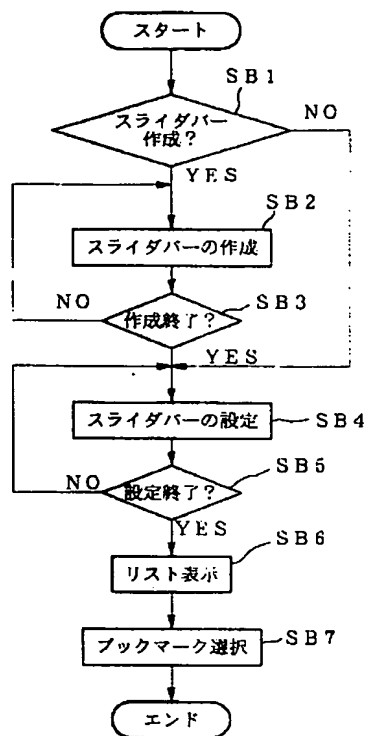 スタート
SB1
スライダバー
作成?
NO
YES
SB2
スライダバーの作成
NO
SB3
作成終了?
YES
スライダバーの設定
SB4
SB5
NO
設定終了?
YES
SB6
リスト表示
SB7
ブックマーク選択
エンド